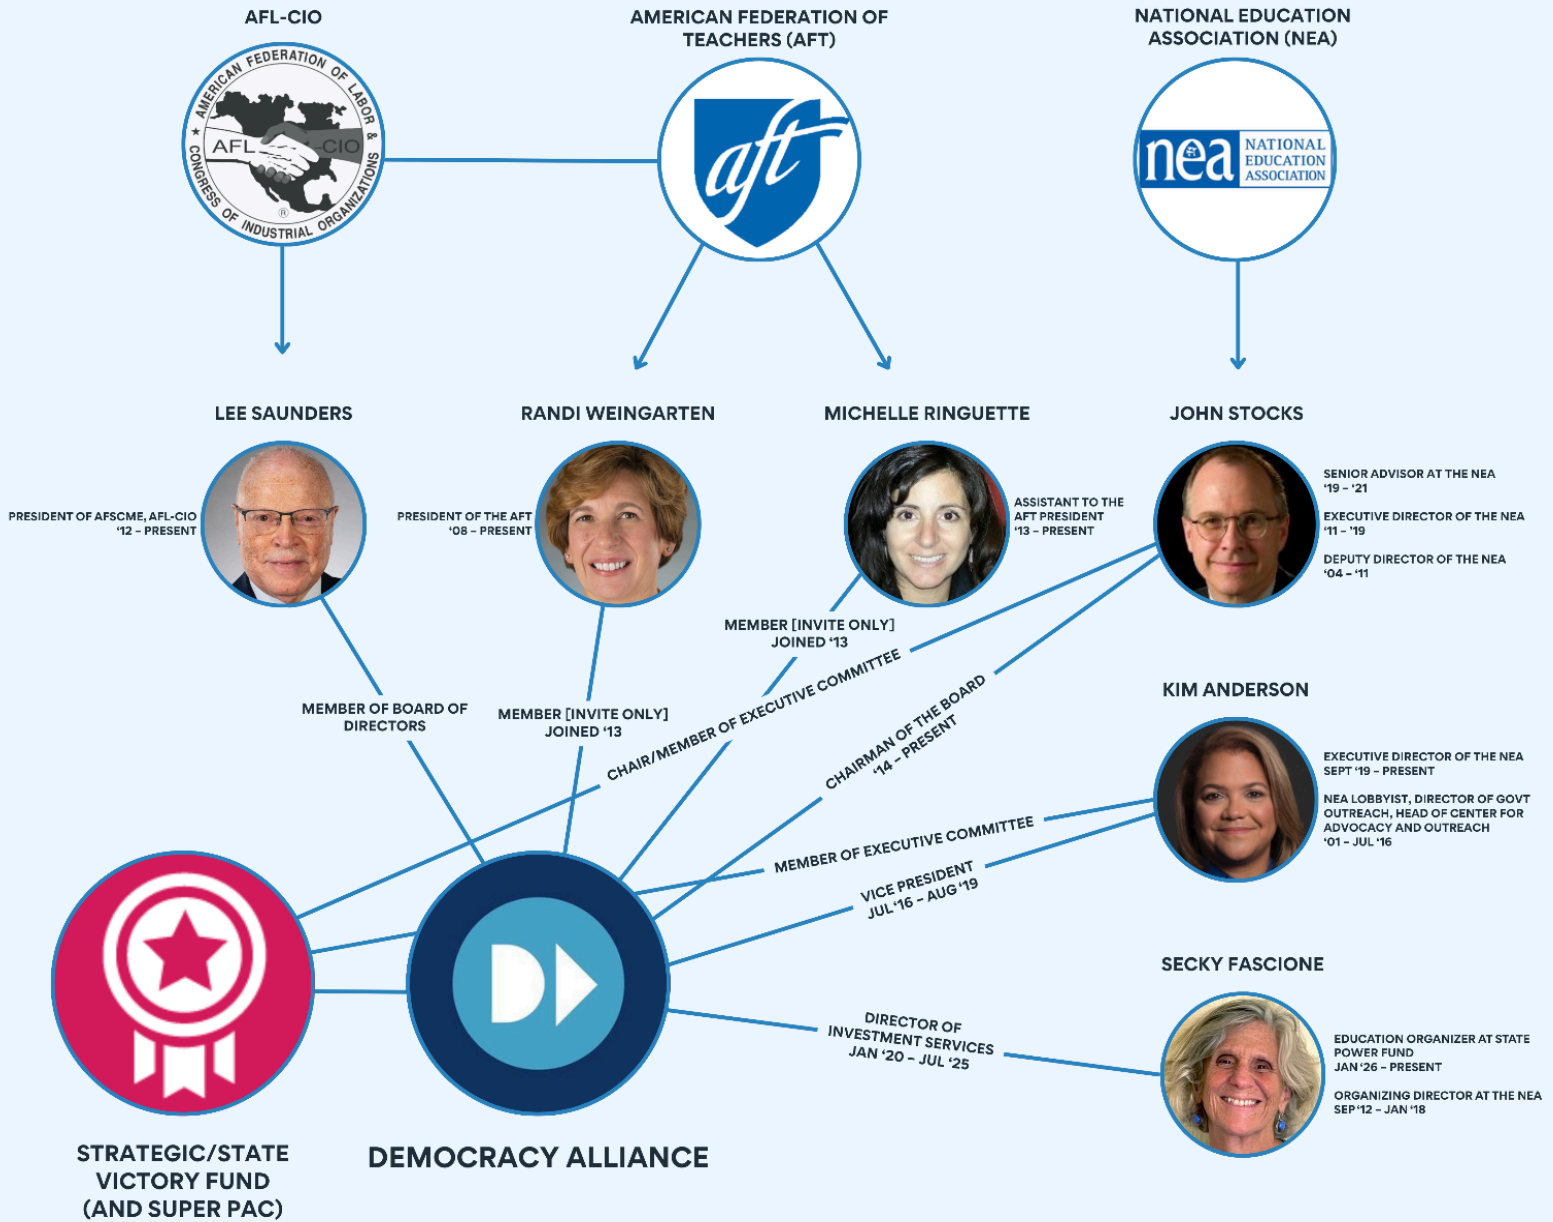 AFL-CIO
AMERICAN FEDERATION OF
TEACHERS (AFT)
NATIONAL EDUCATION
ASSOCIATION (NEA)
★ AMERICAN FEDERATION OF LABOR &
CONGRESS OF INDUSTRIAL ORGANIZATIONS
AFL-CIO
®
aft
nea
NATIONAL
EDUCATION
ASSOCIATION
LEE SAUNDERS
RANDI WEINGARTEN
MICHELLE RINGUETTE
JOHN STOCKS
PRESIDENT OF AFSCME, AFL-CIO
‘12 – PRESENT
PRESIDENT OF THE AFT
‘08 – PRESENT
ASSISTANT TO THE
AFT PRESIDENT
‘13 – PRESENT
SENIOR ADVISOR AT THE NEA
‘19 – ‘21
EXECUTIVE DIRECTOR OF THE NEA
‘11 – ‘19
DEPUTY DIRECTOR OF THE NEA
‘04 – ‘11
MEMBER OF BOARD OF
DIRECTORS
MEMBER [INVITE ONLY]
JOINED ‘13
MEMBER [INVITE ONLY]
JOINED ‘13
CHAIR/MEMBER OF EXECUTIVE COMMITTEE
CHAIRMAN OF THE BOARD
‘14 – PRESENT
KIM ANDERSON
EXECUTIVE DIRECTOR OF THE NEA
SEPT ‘19 – PRESENT
NEA LOBBYIST, DIRECTOR OF GOVT
OUTREACH, HEAD OF CENTER FOR
ADVOCACY AND OUTREACH
‘01 – JUL ‘16
MEMBER OF EXECUTIVE COMMITTEE
VICE PRESIDENT
JUL ‘16 – AUG ‘19
SECKY FASCIONE
EDUCATION ORGANIZER AT STATE
POWER FUND
JAN ‘26 – PRESENT
ORGANIZING DIRECTOR AT THE NEA
SEP ‘12 – JAN ‘18
DIRECTOR OF
INVESTMENT SERVICES
JAN ‘20 – JUL ‘25
STRATEGIC/STATE
VICTORY FUND
(AND SUPER PAC)
DEMOCRACY ALLIANCE